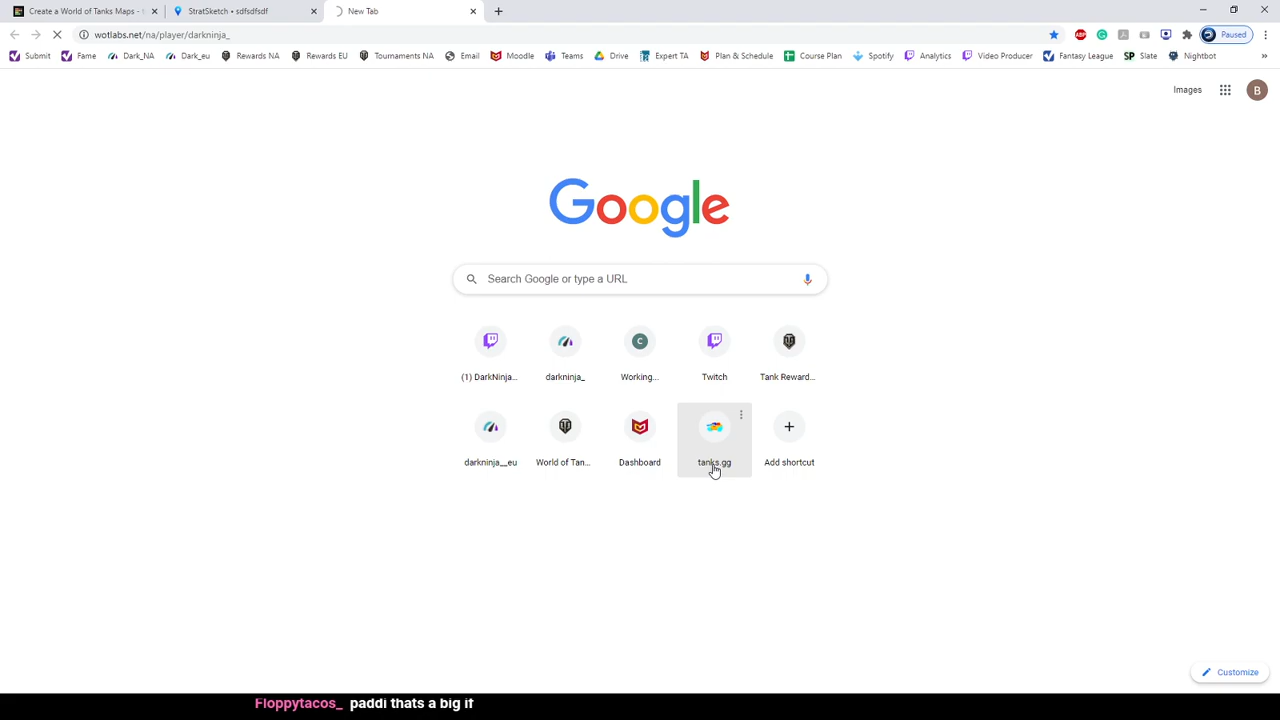 Create a World of Tanks Maps -
StratSketch • sdfsdfsdf
New Tab
wotlabs.net/na/player/darkninja_
Paused
Submit
Fame
Dark_NA
Dark_eu
Rewards NA
Rewards EU
Tournaments NA
Email
Moodle
Teams
Drive
Expert TA
Plan & Schedule
Course Plan
Spotify
Analytics
Video Producer
Fantasy League
SP Slate
Nightbot
Images
B
Google
Search Google or type a URL
C
(1) DarkNinja...
darkninja_
Working...
Twitch
Tank Reward...
darkninja__eu
World of Tan...
Dashboard
tanks.gg
Add shortcut
Customize
Floppytacos_ paddi thats a big if